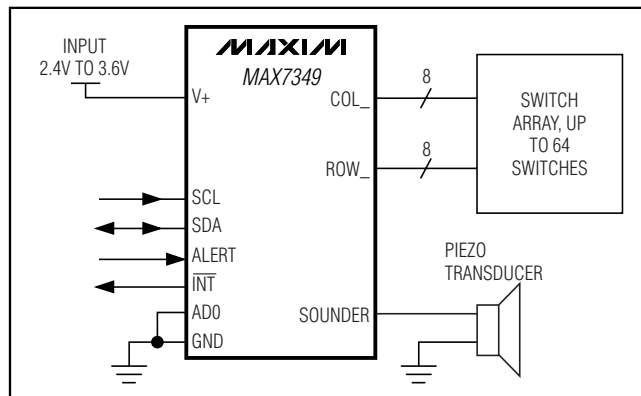 INPUT
2.4V TO 3.6V
MAXIM
MAX7349
V+
COL_
8
ROW_
8
SWITCH
ARRAY, UP
TO 64
SWITCHES
SCL
SDA
ALERT
INT
AD0
GND
SOUNDER
PIEZO
TRANSDUCER